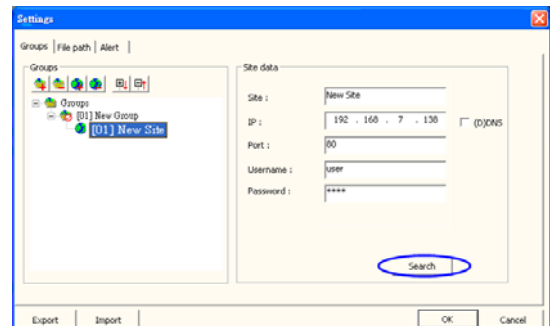 Settings
Groups File path Alert
Groups
Groups
[01] New Group
[01] New Site
Site data
Site : New Site
IP : 192 . 168 . 7 . 138 (D)DNS
Port : 80
Username : user
Password : ****
Search
Export Import OK Cancel